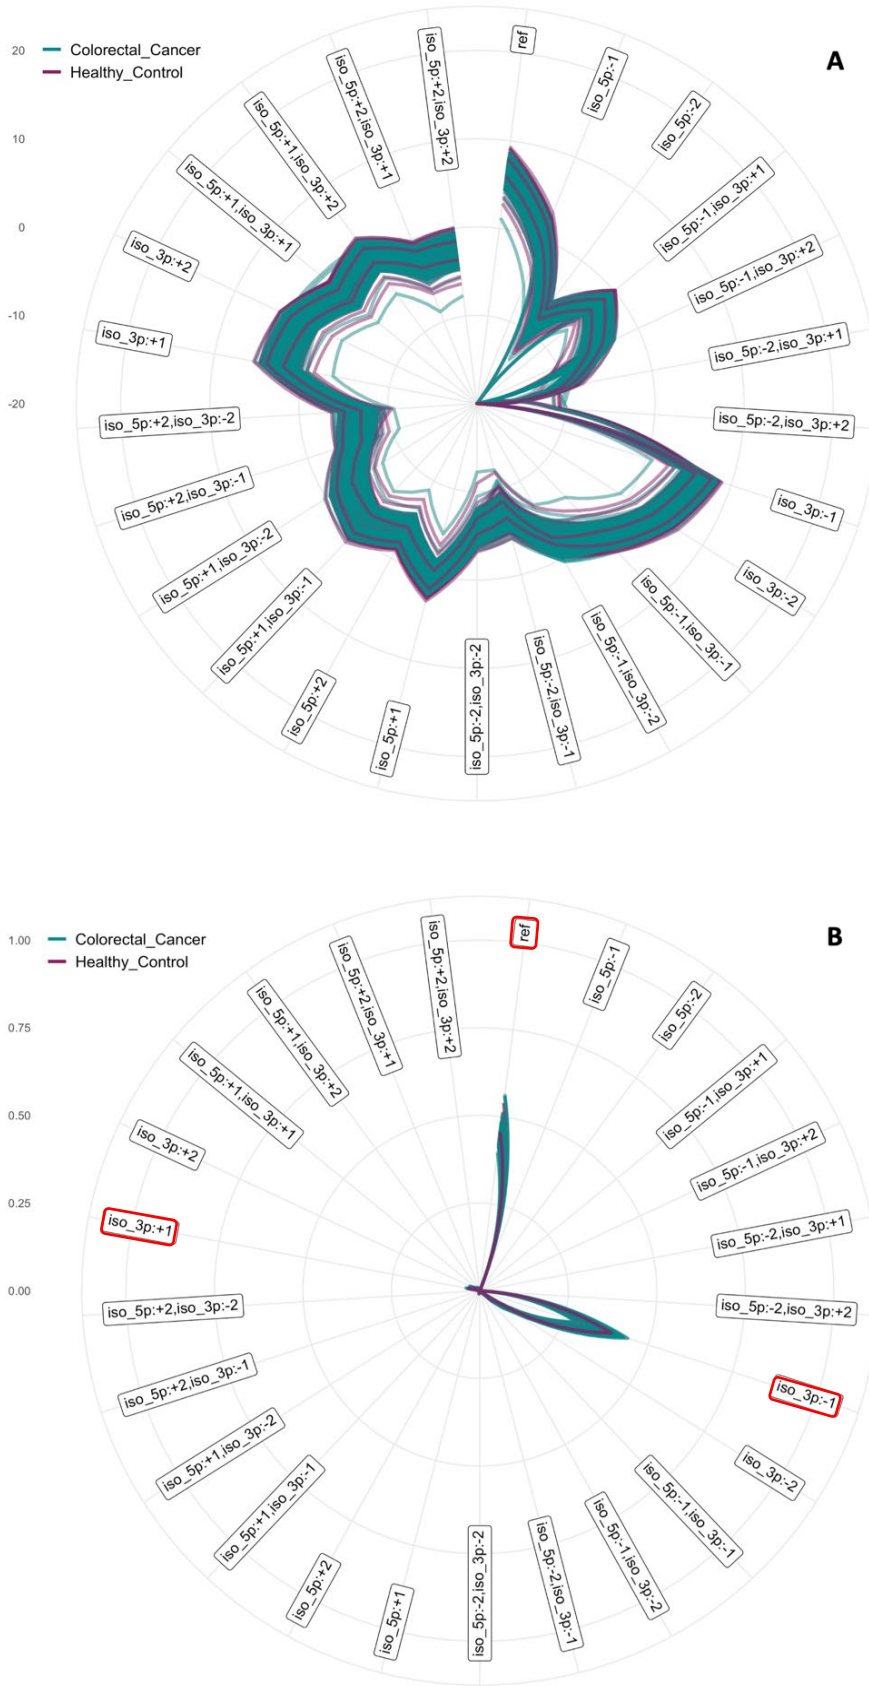 20
10
0
-10
-20
Colorectal_Cancer
Healthy_Control
A
ref
iso_5p:-1
iso_5p:-2
iso_5p:-1,iso_3p:+1
iso_5p:-1,iso_3p:+2
iso_5p:-2,iso_3p:+1
iso_5p:-2,iso_3p:+2
iso_3p:-1
iso_3p:-2
iso_5p:-1,iso_3p:-1
iso_5p:-1,iso_3p:-2
iso_5p:-2,iso_3p:-1
iso_5p:-2,iso_3p:-2
iso_5p:+1
iso_5p:+2
iso_5p:+1,iso_3p:-1
iso_5p:+1,iso_3p:-2
iso_5p:+2,iso_3p:-1
iso_5p:+2,iso_3p:-2
iso_3p:+1
iso_3p:+2
iso_5p:+1,iso_3p:+1
iso_5p:+1,iso_3p:+2
iso_5p:+2,iso_3p:+1
iso_5p:+2,iso_3p:+2
1.00
0.75
0.50
0.25
0.00
Colorectal_Cancer
Healthy_Control
B
ref
iso_5p:-1
iso_5p:-2
iso_5p:-1,iso_3p:+1
iso_5p:-1,iso_3p:+2
iso_5p:-2,iso_3p:+1
iso_5p:-2,iso_3p:+2
iso_3p:-1
iso_3p:-2
iso_5p:-1,iso_3p:-1
iso_5p:-1,iso_3p:-2
iso_5p:-2,iso_3p:-1
iso_5p:-2,iso_3p:-2
iso_5p:+1
iso_5p:+2
iso_5p:+1,iso_3p:-1
iso_5p:+1,iso_3p:-2
iso_5p:+2,iso_3p:-1
iso_5p:+2,iso_3p:-2
iso_3p:+1
iso_3p:+2
iso_5p:+1,iso_3p:+1
iso_5p:+1,iso_3p:+2
iso_5p:+2,iso_3p:+1
iso_5p:+2,iso_3p:+2